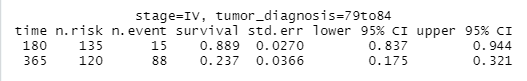 stage=IV, tumor_diagnosis=79to84
time n.risk n.event survival std.err lower 95% CI upper 95% CI
180 135 15 0.889 0.0270 0.837 0.944
365 120 88 0.237 0.0366 0.175 0.321